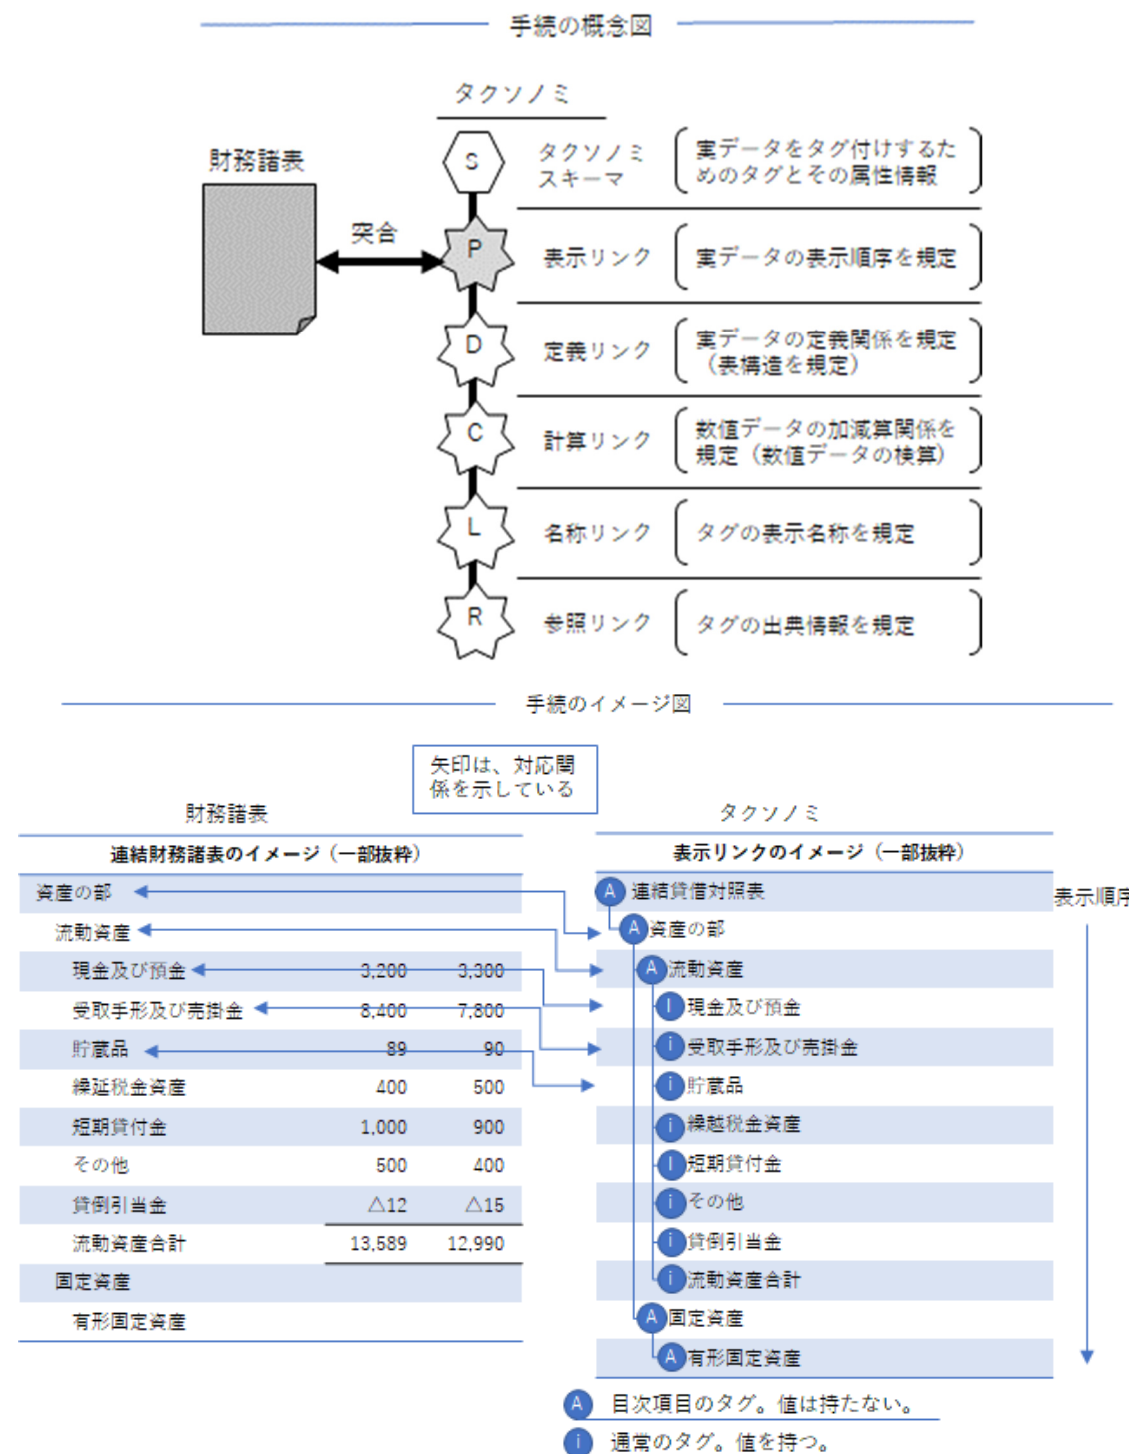 手続の概念図
タクソノミ
財務諸表
突合
S
タクソノミ
スキーマ
実データをタグ付けするた
めのタグとその属性情報
P
表示リンク
実データの表示順序を規定
D
定義リンク
実データの定義関係を規定
（表構造を規定）
C
計算リンク
数値データの加減算関係を
規定（数値データの検算）
L
名称リンク
タグの表示名称を規定
R
参照リンク
タグの出典情報を規定
手続のイメージ図
矢印は、対応関
係を示している
財務諸表
連結財務諸表のイメージ（一部抜粋）
資産の部
流動資産
現金及び預金 3,200 3,300
受取手形及び売掛金 8,400 7,800
貯蔵品 89 90
繰延税金資産 400 500
短期貸付金 1,000 900
その他 500 400
貸倒引当金 △12 △15
流動資産合計 13,589 12,990
固定資産
有形固定資産
タクソノミ
表示リンクのイメージ（一部抜粋）
A 連結貸借対照表
A 資産の部
A 流動資産
I 現金及び預金
i 受取手形及び売掛金
i 貯蔵品
i 繰越税金資産
I 短期貸付金
i その他
i 貸倒引当金
i 流動資産合計
A 固定資産
A 有形固定資産
表示順序
A 目次項目のタグ。値は持たない。
i 通常のタグ。値を持つ。